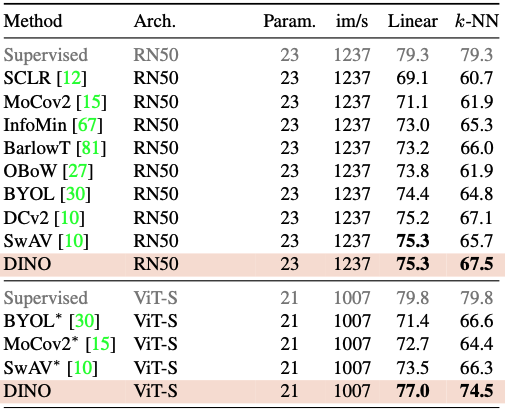 Method Arch. Param. im/s Linear k-NN
Supervised RN50 23 1237 79.3 79.3
SCLR [12] RN50 23 1237 69.1 60.7
MoCov2 [15] RN50 23 1237 71.1 61.9
InfoMin [67] RN50 23 1237 73.0 65.3
BarlowT [81] RN50 23 1237 73.2 66.0
OBoW [27] RN50 23 1237 73.8 61.9
BYOL [30] RN50 23 1237 74.4 64.8
DCv2 [10] RN50 23 1237 75.2 67.1
SwAV [10] RN50 23 1237 75.3 65.7
DINO RN50 23 1237 75.3 67.5
Supervised ViT-S 21 1007 79.8 79.8
BYOL* [30] ViT-S 21 1007 71.4 66.6
MoCov2* [15] ViT-S 21 1007 72.7 64.4
SwAV* [10] ViT-S 21 1007 73.5 66.3
DINO ViT-S 21 1007 77.0 74.5